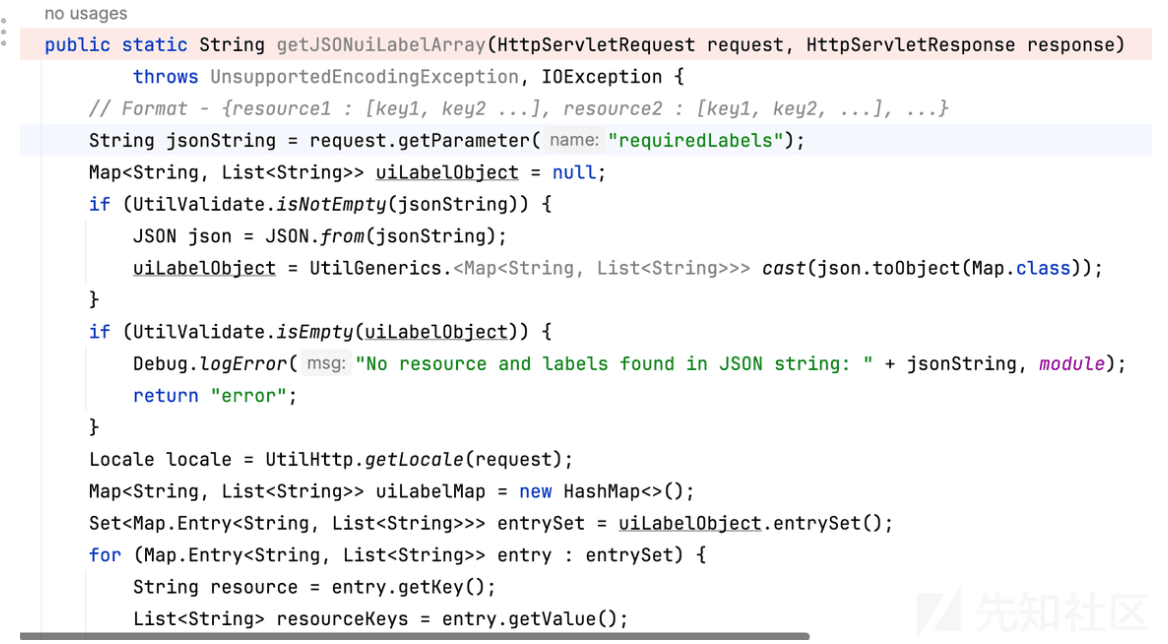 no usages
public static String getJSONuiLabelArray(HttpServletRequest request, HttpServletResponse response)
        throws UnsupportedEncodingException, IOException {
    // Format - {resource1 : [key1, key2 ...], resource2 : [key1, key2, ...], ...}
    String jsonString = request.getParameter( name: "requiredLabels");
    Map<String, List<String>> uiLabelObject = null;
    if (UtilValidate.isNotEmpty(jsonString)) {
        JSON json = JSON.from(jsonString);
        uiLabelObject = UtilGenerics.<Map<String, List<String>>> cast(json.toObject(Map.class));
    }
    if (UtilValidate.isEmpty(uiLabelObject)) {
        Debug.logError( msg: "No resource and labels found in JSON string: " + jsonString, module);
        return "error";
    }
    Locale locale = UtilHttp.getLocale(request);
    Map<String, List<String>> uiLabelMap = new HashMap<>();
    Set<Map.Entry<String, List<String>>> entrySet = uiLabelObject.entrySet();
    for (Map.Entry<String, List<String>> entry : entrySet) {
        String resource = entry.getKey();
        List<String> resourceKeys = entry.getValue();
先知社区